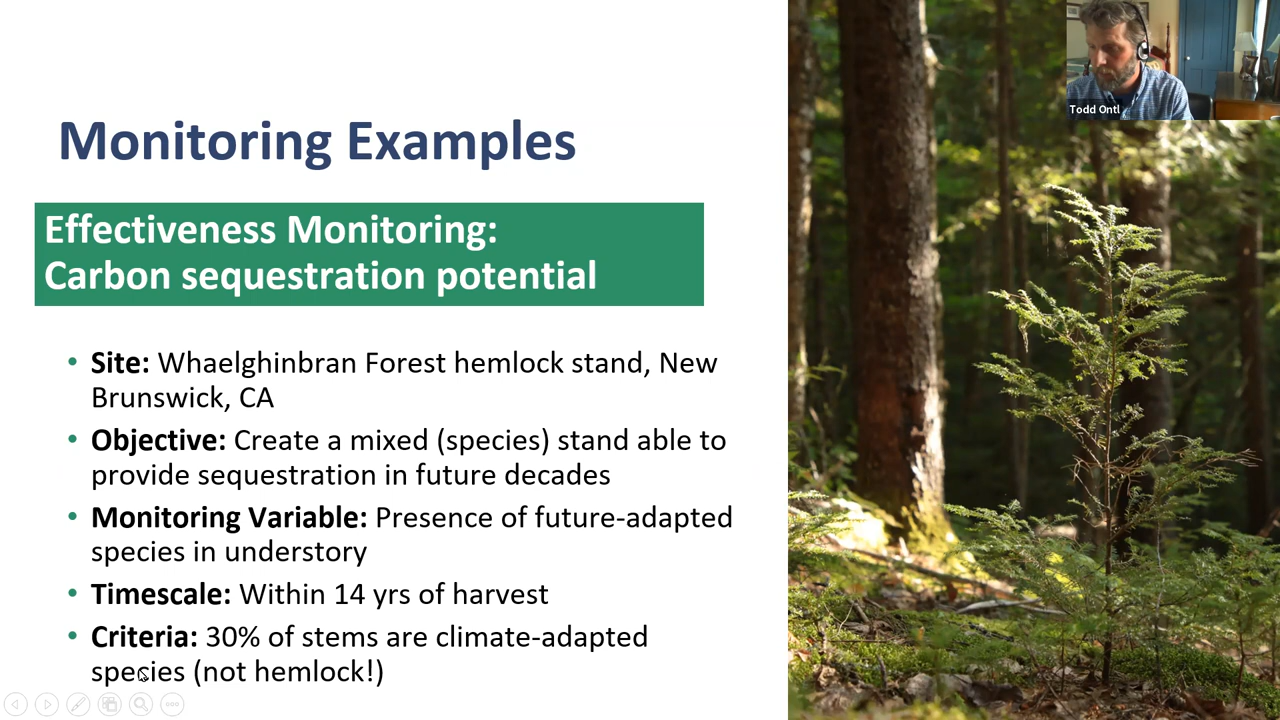 Monitoring Examples
Effectiveness Monitoring:
Carbon sequestration potential
• Site: Whaelghinbran Forest hemlock stand, New
Brunswick, CA
• Objective: Create a mixed (species) stand able to
provide sequestration in future decades
• Monitoring Variable: Presence of future-adapted
species in understory
• Timescale: Within 14 yrs of harvest
• Criteria: 30% of stems are climate-adapted
species (not hemlock!)
Todd Ontl